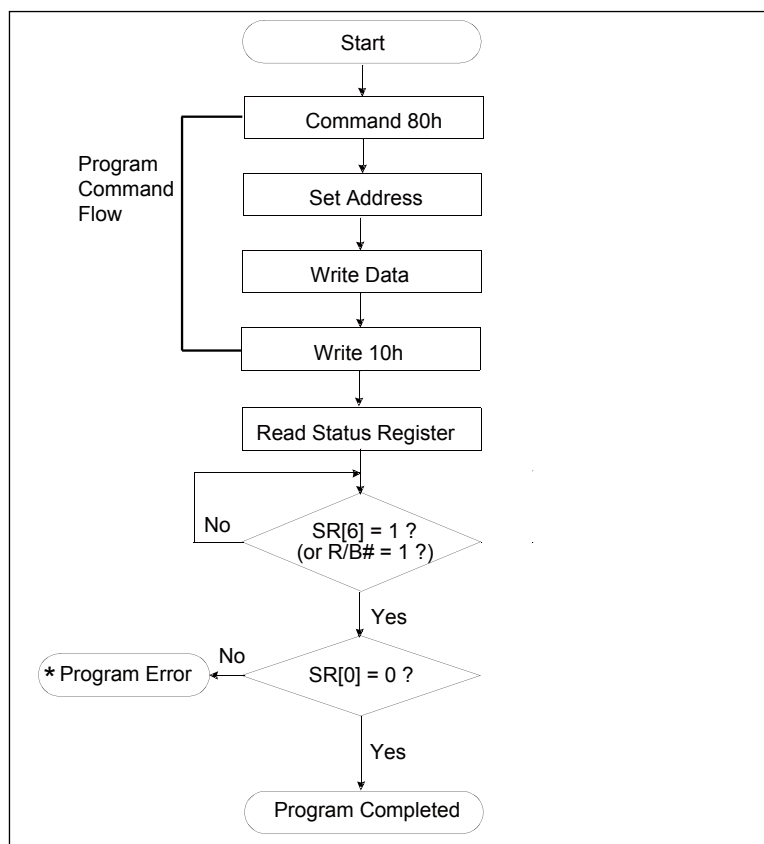 Start
Command 80h
Program
Command
Flow
Set Address
Write Data
Write 10h
Read Status Register
No
SR[6] = 1 ?
(or R/B# = 1 ?)
Yes
No
* Program Error
SR[0] = 0 ?
Yes
Program Completed